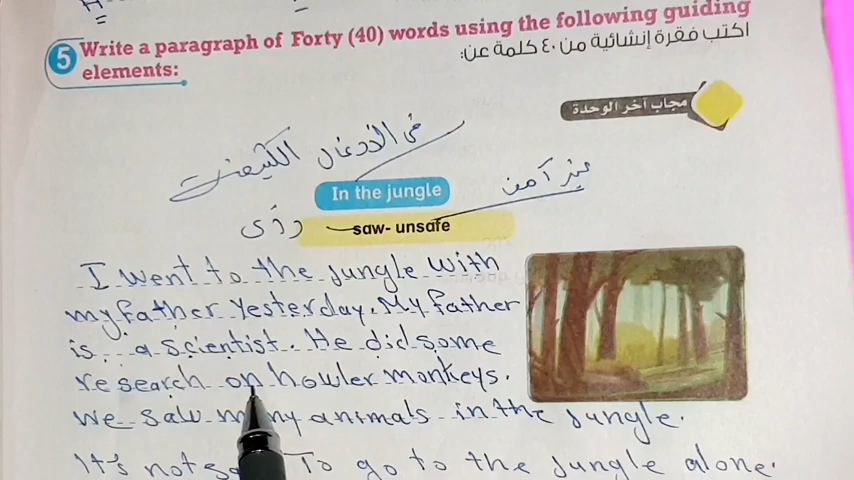 5 Write a paragraph of Forty (40) words using the following guiding
elements:
اكتب فقرة إنشائية من ٤٠ كلمة عن:
مجاب آخر الوحدة
فى الادغال الكثيفة
In the jungle
غير آمن
رأى
saw- unsafe
I went to the jungle with
my father yesterday. My father
is a scientist. He did some
research on howler monkeys.
We saw many animals in the jungle.
It's not To go to the jungle alone.